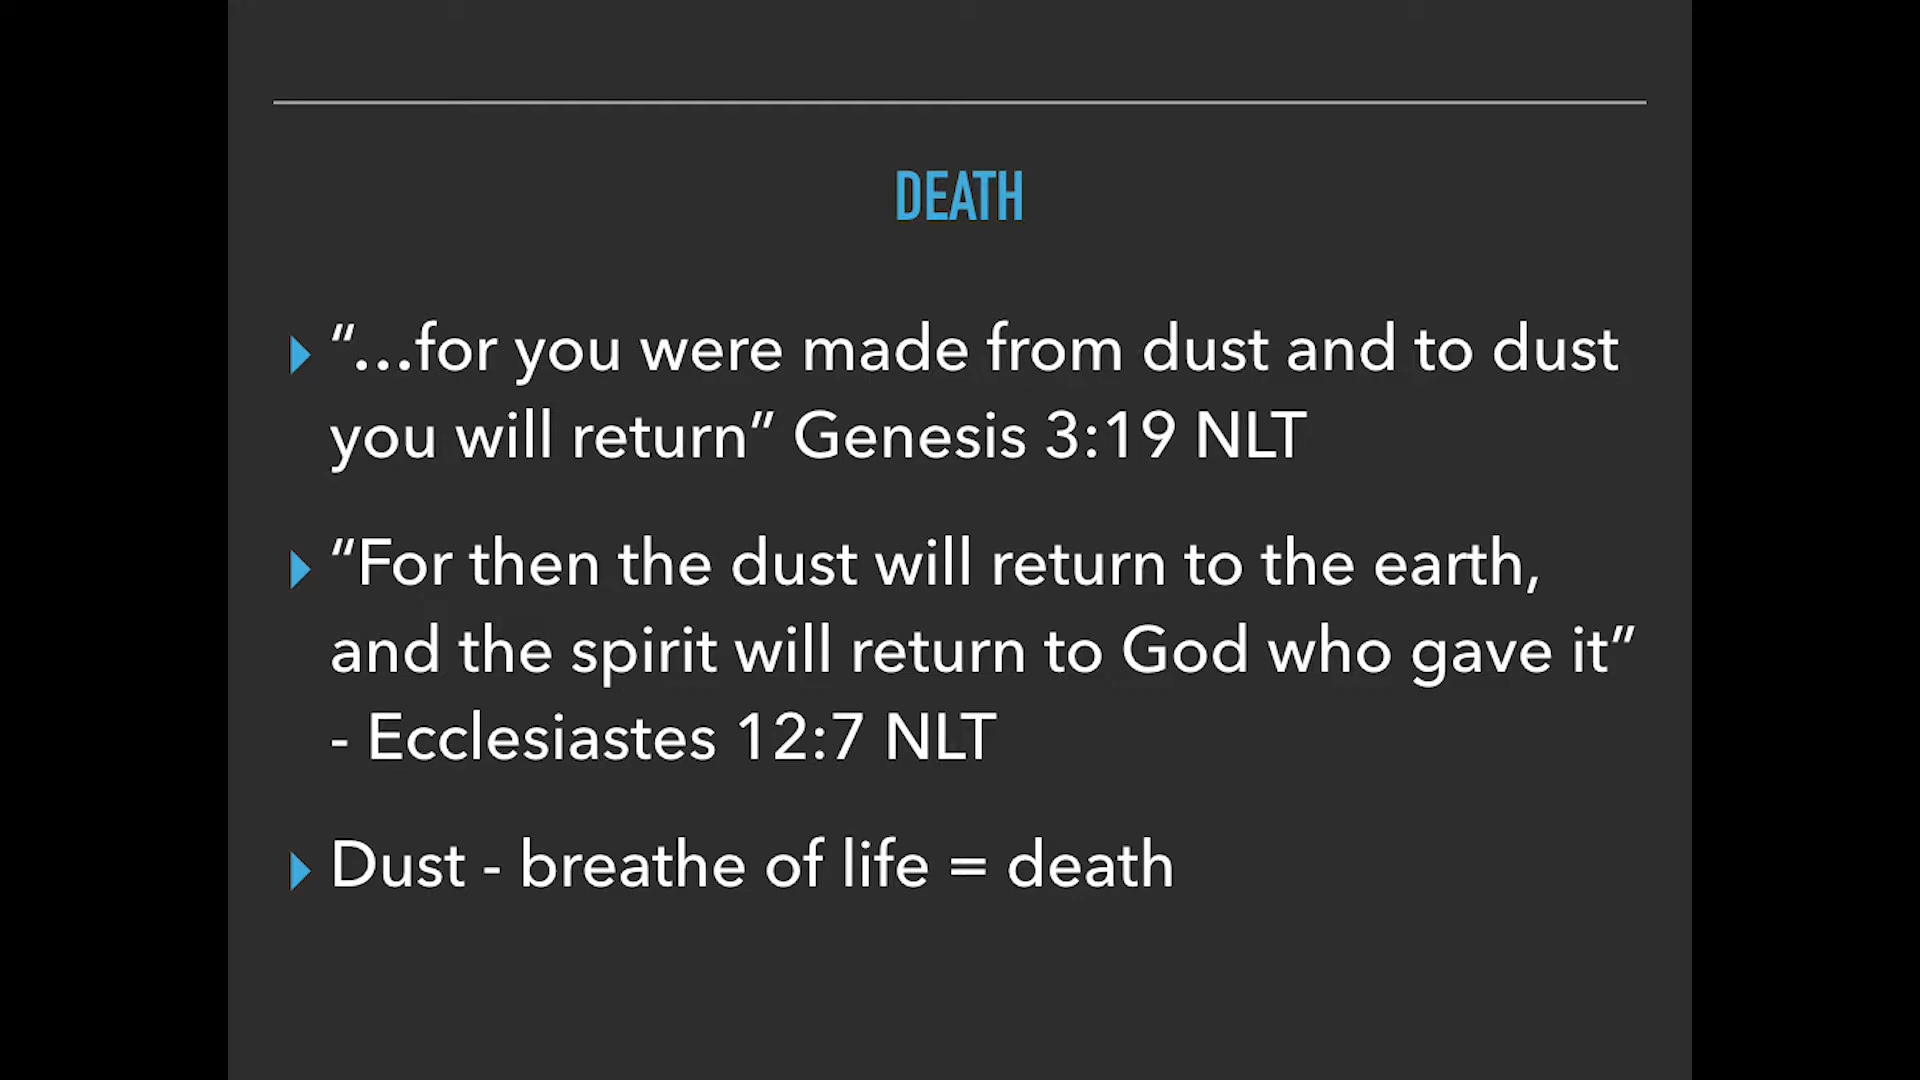 DEATH
“...for you were made from dust and to dust
you will return” Genesis 3:19 NLT
“For then the dust will return to the earth,
and the spirit will return to God who gave it”
- Ecclesiastes 12:7 NLT
Dust - breathe of life = death